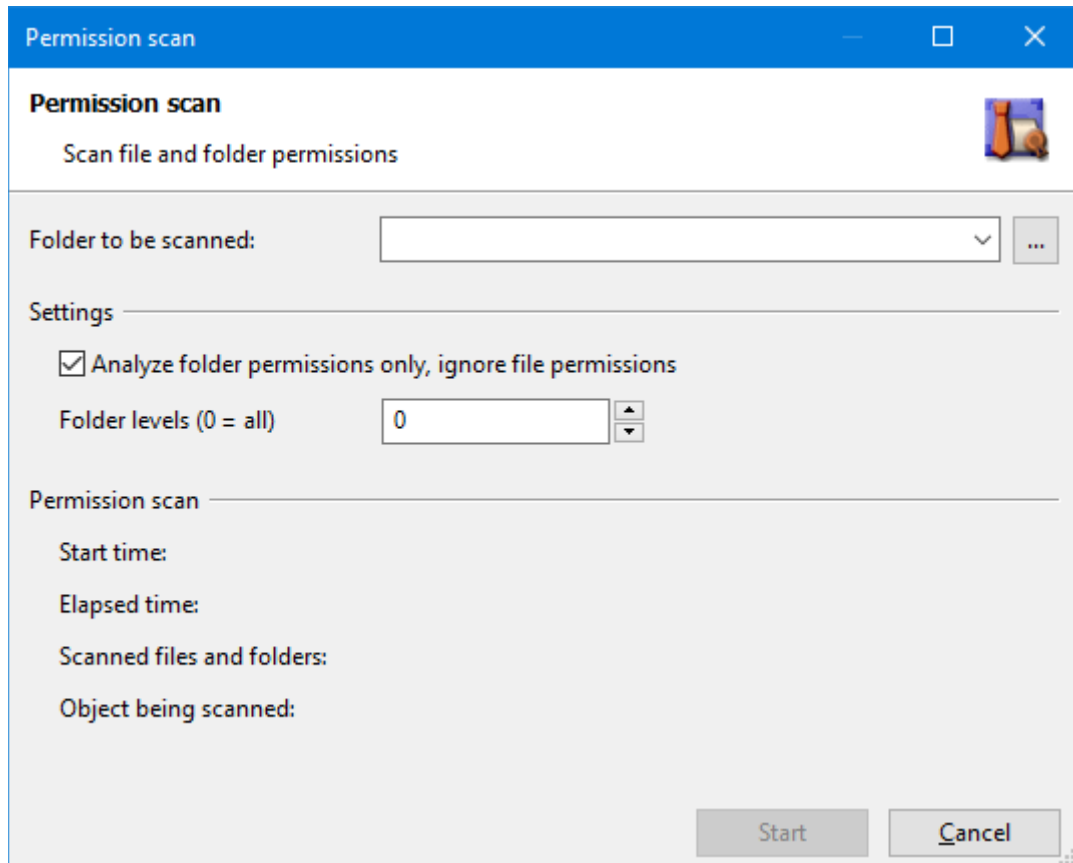 Permission scan
Permission scan
Scan file and folder permissions
Folder to be scanned:
...
Settings
Analyze folder permissions only, ignore file permissions
Folder levels (0 = all) 0
Permission scan
Start time:
Elapsed time:
Scanned files and folders:
Object being scanned:
Start Cancel